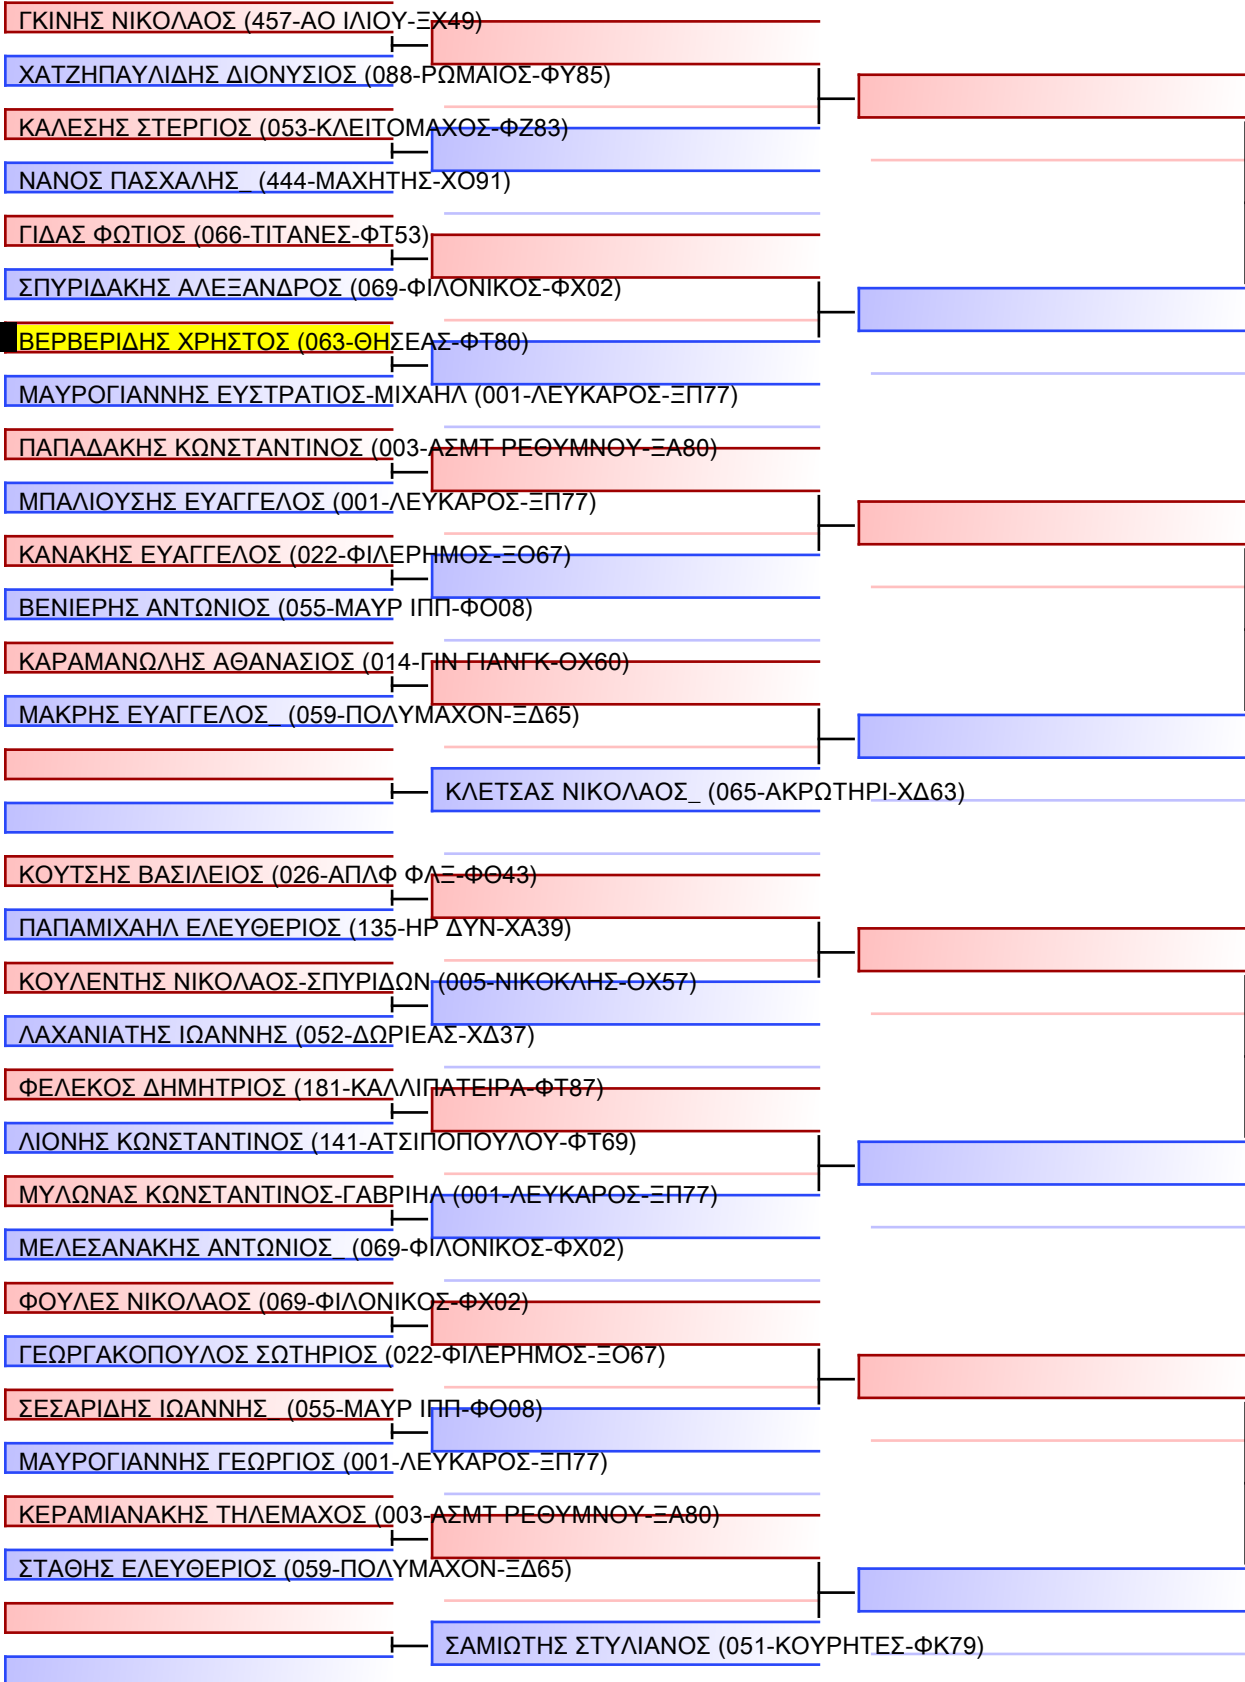 ΓΚΙΝΗΣ ΝΙΚΟΛΑΟΣ (457-ΑΟ ΙΛΙΟΥ-ΞΧ49)
ΧΑΤΖΗΠΑΥΛΙΔΗΣ ΔΙΟΝΥΣΙΟΣ (088-ΡΩΜΑΙΟΣ-ΦΥ85)
ΚΑΛΕΣΗΣ ΣΤΕΡΓΙΟΣ (053-ΚΛΕΙΤΟΜΑΧΟΣ-ΦΖ83)
ΝΑΝΟΣ ΠΑΣΧΑΛΗΣ_ (444-ΜΑΧΗΤΗΣ-ΧΟ91)
ΓΙΔΑΣ ΦΩΤΙΟΣ (066-ΤΙΤΑΝΕΣ-ΦΤ53)
ΣΠΥΡΙΔΑΚΗΣ ΑΛΕΞΑΝΔΡΟΣ (069-ΦΙΛΟΝΙΚΟΣ-ΦΧ02)
ΒΕΡΒΕΡΙΔΗΣ ΧΡΗΣΤΟΣ (063-ΘΗΣΕΑΣ-ΦΤ80)
ΜΑΥΡΟΓΙΑΝΝΗΣ ΕΥΣΤΡΑΤΙΟΣ-ΜΙΧΑΗΛ (001-ΛΕΥΚΑΡΟΣ-ΞΠ77)
ΠΑΠΑΔΑΚΗΣ ΚΩΝΣΤΑΝΤΙΝΟΣ (003-ΑΣΜΤ ΡΕΘΥΜΝΟΥ-ΞΑ80)
ΜΠΑΛΙΟΥΣΗΣ ΕΥΑΓΓΕΛΟΣ (001-ΛΕΥΚΑΡΟΣ-ΞΠ77)
ΚΑΝΑΚΗΣ ΕΥΑΓΓΕΛΟΣ (022-ΦΙΛΕΡΗΜΟΣ-ΞΟ67)
ΒΕΝΙΕΡΗΣ ΑΝΤΩΝΙΟΣ (055-ΜΑΥΡ ΙΠΠ-ΦΟ08)
ΚΑΡΑΜΑΝΩΛΗΣ ΑΘΑΝΑΣΙΟΣ (014-ΓΙΝ ΓΙΑΝΓΚ-ΟΧ60)
ΜΑΚΡΗΣ ΕΥΑΓΓΕΛΟΣ_ (059-ΠΟΛΥΜΑΧΟΝ-ΞΔ65)
ΚΛΕΤΣΑΣ ΝΙΚΟΛΑΟΣ_ (065-ΑΚΡΩΤΗΡΙ-ΧΔ63)
ΚΟΥΤΣΗΣ ΒΑΣΙΛΕΙΟΣ (026-ΑΠΛΦ ΦΛΞ-ΦΘ43)
ΠΑΠΑΜΙΧΑΗΛ ΕΛΕΥΘΕΡΙΟΣ (135-ΗΡ ΔΥΝ-ΧΑ39)
ΚΟΥΛΕΝΤΗΣ ΝΙΚΟΛΑΟΣ-ΣΠΥΡΙΔΩΝ (005-ΝΙΚΟΚΛΗΣ-ΟΧ57)
ΛΑΧΑΝΙΑΤΗΣ ΙΩΑΝΝΗΣ (052-ΔΩΡΙΕΑΣ-ΧΔ37)
ΦΕΛΕΚΟΣ ΔΗΜΗΤΡΙΟΣ (181-ΚΑΛΛΙΠΑΤΕΙΡΑ-ΦΤ87)
ΛΙΟΝΗΣ ΚΩΝΣΤΑΝΤΙΝΟΣ (141-ΑΤΣΙΠΟΠΟΥΛΟΥ-ΦΤ69)
ΜΥΛΩΝΑΣ ΚΩΝΣΤΑΝΤΙΝΟΣ-ΓΑΒΡΙΗΛ (001-ΛΕΥΚΑΡΟΣ-ΞΠ77)
ΜΕΛΕΣΑΝΑΚΗΣ ΑΝΤΩΝΙΟΣ_ (069-ΦΙΛΟΝΙΚΟΣ-ΦΧ02)
ΦΟΥΛΕΣ ΝΙΚΟΛΑΟΣ (069-ΦΙΛΟΝΙΚΟΣ-ΦΧ02)
ΓΕΩΡΓΑΚΟΠΟΥΛΟΣ ΣΩΤΗΡΙΟΣ (022-ΦΙΛΕΡΗΜΟΣ-ΞΟ67)
ΣΕΣΑΡΙΔΗΣ ΙΩΑΝΝΗΣ_ (055-ΜΑΥΡ ΙΠΠ-ΦΟ08)
ΜΑΥΡΟΓΙΑΝΝΗΣ ΓΕΩΡΓΙΟΣ (001-ΛΕΥΚΑΡΟΣ-ΞΠ77)
ΚΕΡΑΜΙΑΝΑΚΗΣ ΤΗΛΕΜΑΧΟΣ (003-ΑΣΜΤ ΡΕΘΥΜΝΟΥ-ΞΑ80)
ΣΤΑΘΗΣ ΕΛΕΥΘΕΡΙΟΣ (059-ΠΟΛΥΜΑΧΟΝ-ΞΔ65)
ΣΑΜΙΩΤΗΣ ΣΤΥΛΙΑΝΟΣ (051-ΚΟΥΡΗΤΕΣ-ΦΚ79)